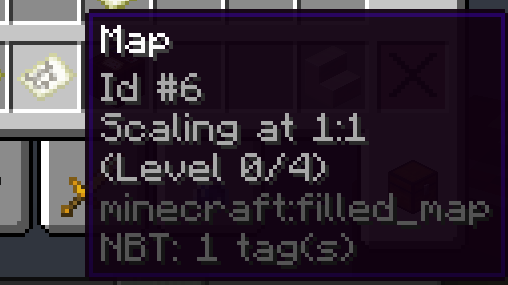 Map
Id #6
Scaling at 1:1
(Level 0/4)
minecraft:filled_map
NBT: 1 tag(s)